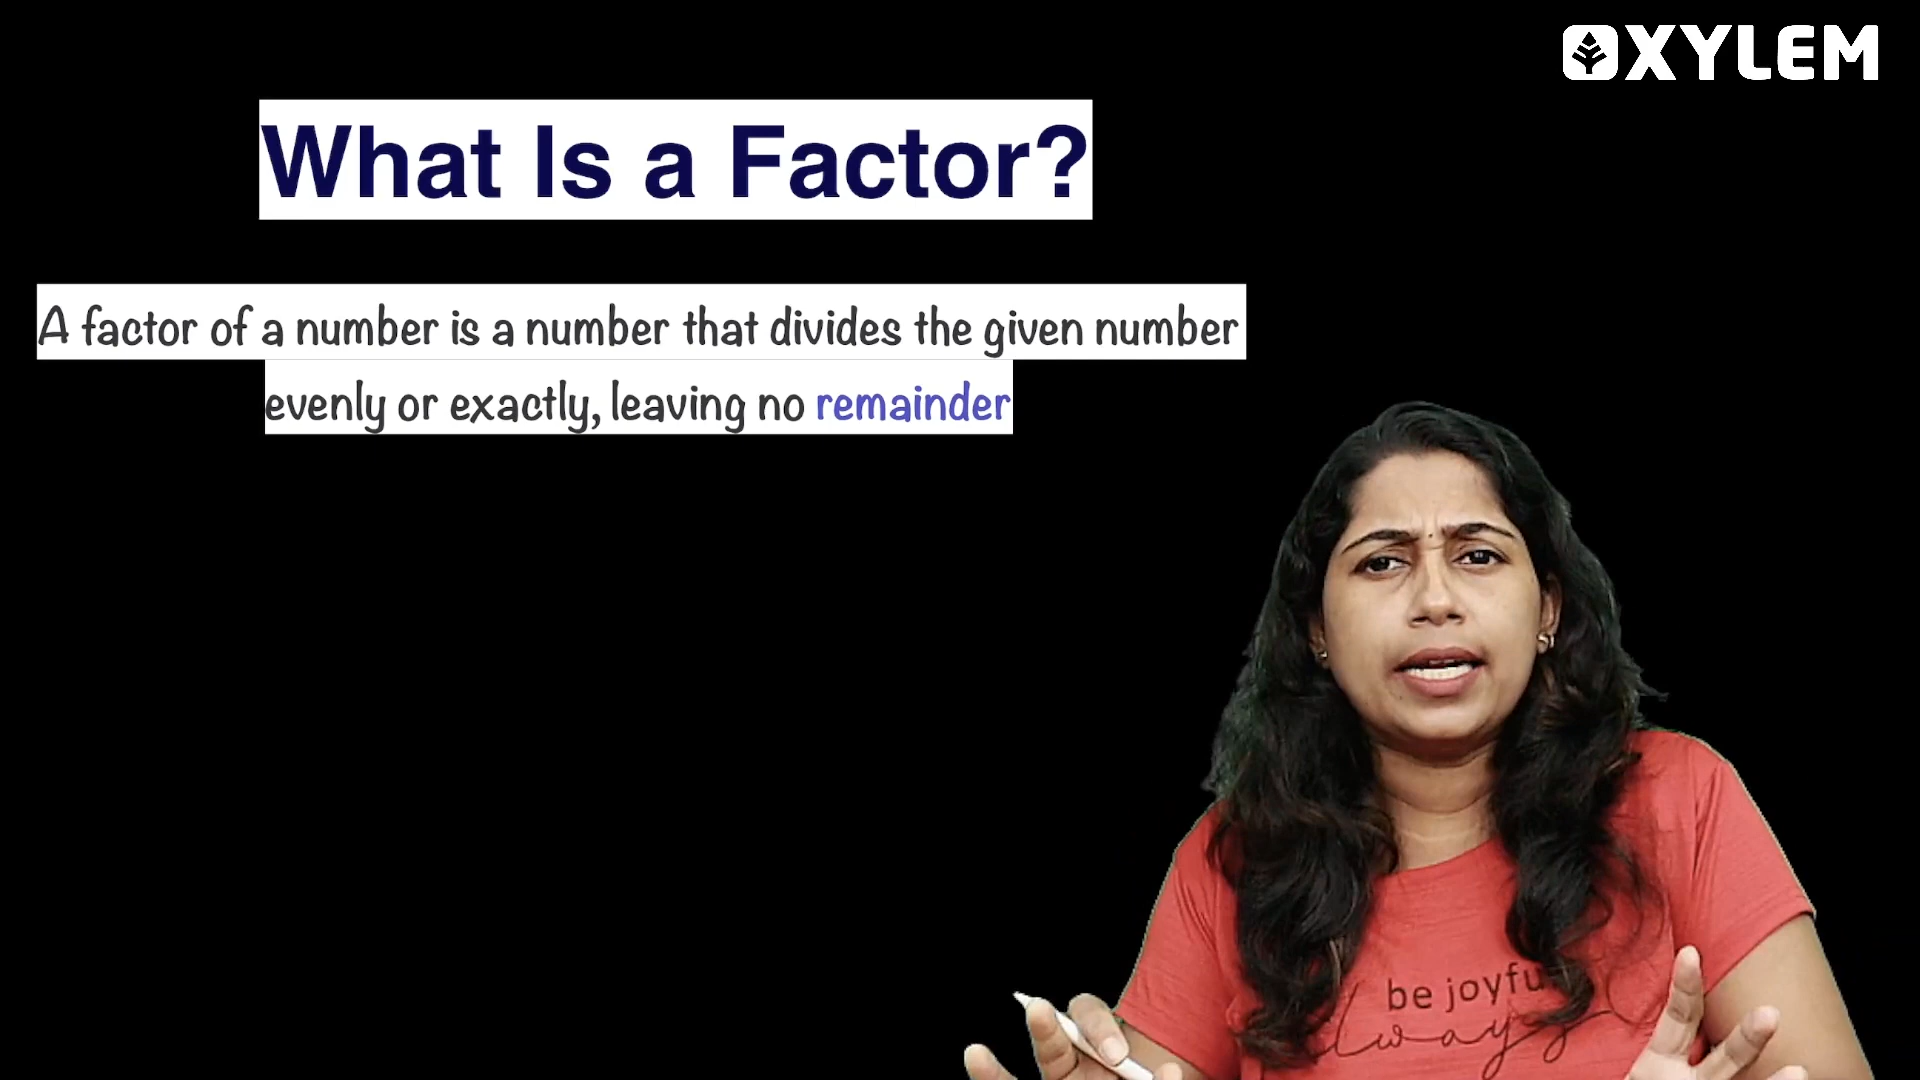 XYLEM
What Is a Factor?
A factor of a number is a number that divides the given number
evenly or exactly, leaving no remainder
be joyfu
always